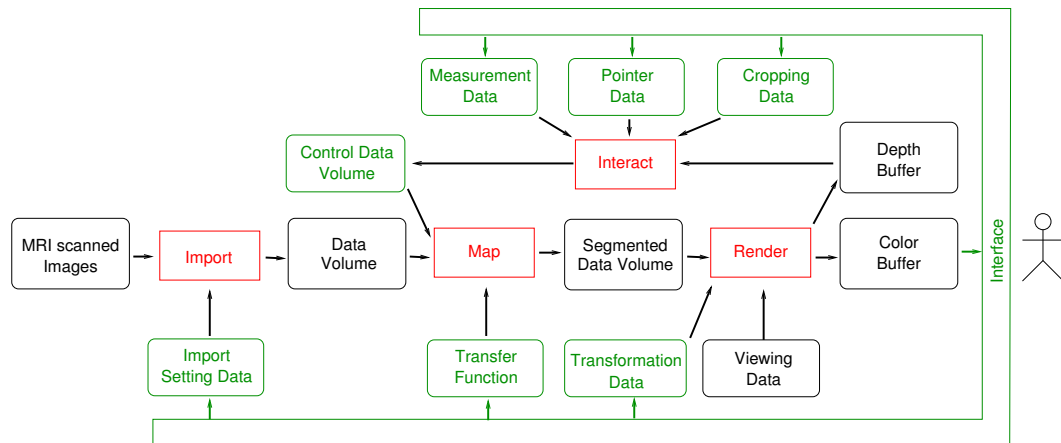 Measurement
Data
Pointer
Data
Cropping
Data
Control Data
Volume
Interact
Depth
Buffer
MRI scanned
Images
Import
Data
Volume
Map
Segmented
Data Volume
Render
Color
Buffer
Interface
Import
Setting Data
Transfer
Function
Transformation
Data
Viewing
Data